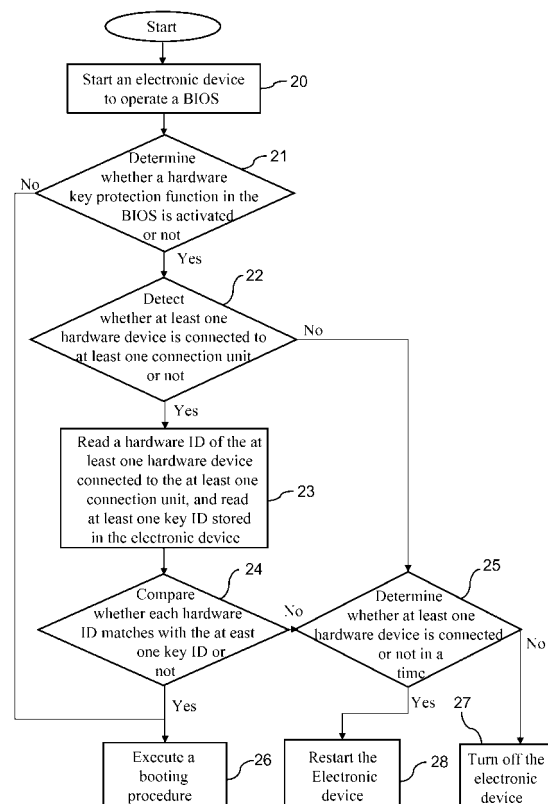 Start
Start an electronic device
to operate a BIOS
20
Determine
whether a hardware
key protection function in the
BIOS is activated
or not
21
No
Yes
Detect
whether at least one
hardware device is connected to
at least one connection unit
or not
22
No
Yes
Read a hardware ID of the at
least one hardware device
connected to the at least one
connection unit, and read
at least one key ID stored
in the electronic device
23
Compare
whether each hardware
ID matches with the at east
one key ID or
not
24
No
Yes
Determine
whether at least one
hardware device is connected
or not in a
time
25
No
Yes
Execute a
booting
procedure
26
Restart the
Electronic
device
28
Turn off the
electronic
device
27